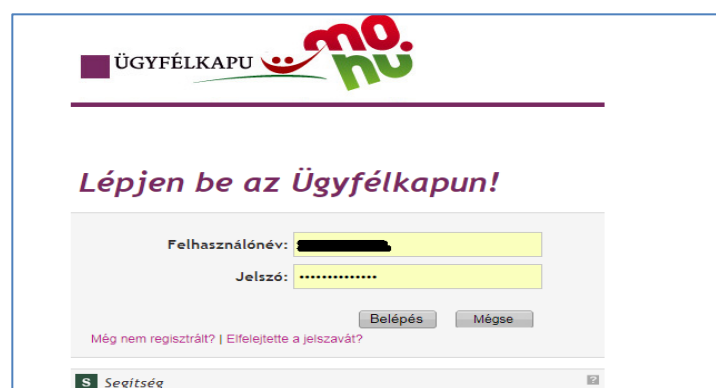 ÜGYFÉLKAPU
mo.
hu
Lépjen be az Ügyfélkapun!
Felhasználónév:
Jelszó: ••••••••••••••
Belépés Mégse
Még nem regisztrált? | Elfelejtette a jelszavát?
S Segítség ?